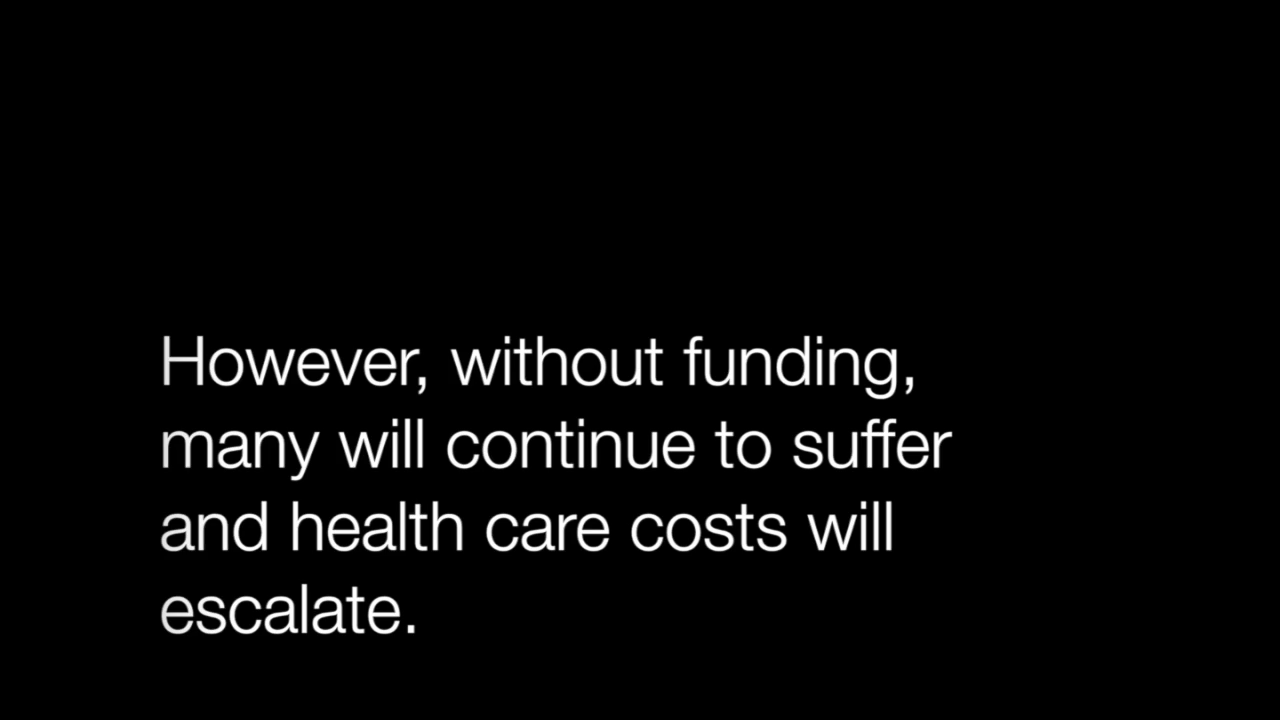 However, without funding,
many will continue to suffer
and health care costs will
escalate.